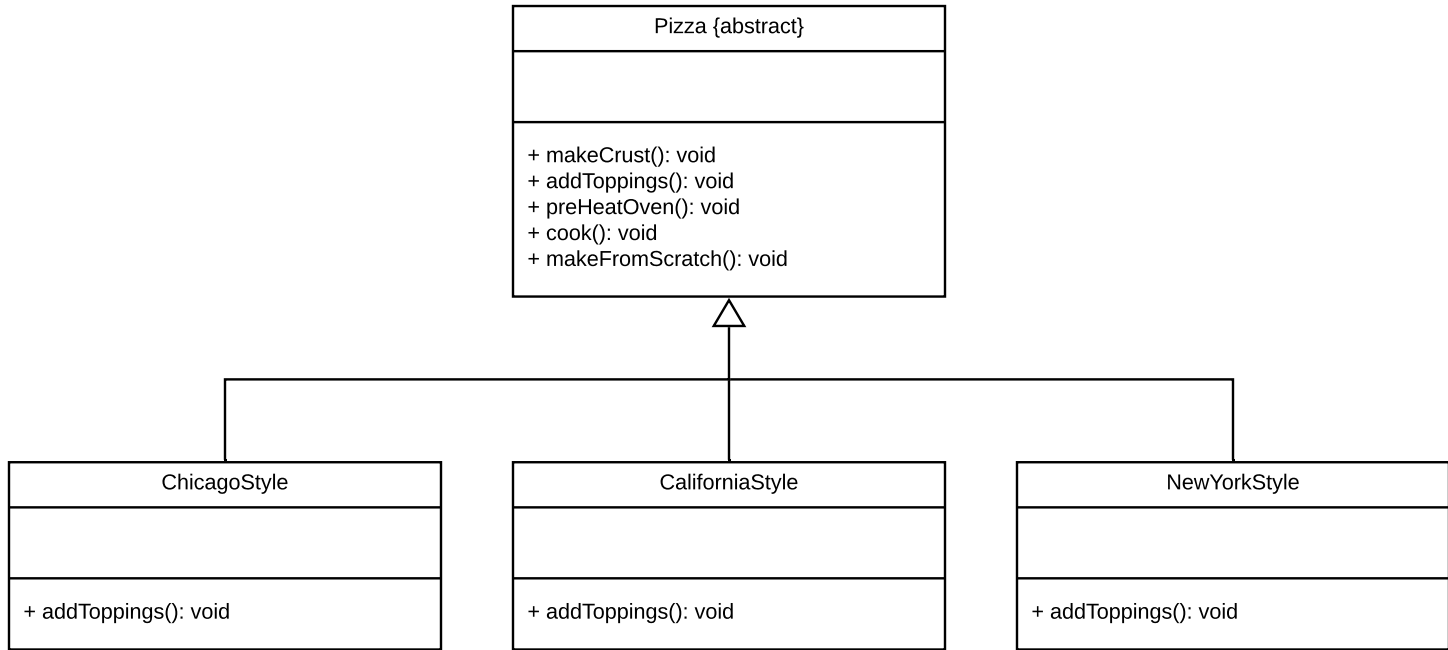 Pizza {abstract}
+ makeCrust(): void
+ addToppings(): void
+ preHeatOven(): void
+ cook(): void
+ makeFromScratch(): void
ChicagoStyle
+ addToppings(): void
CaliforniaStyle
+ addToppings(): void
NewYorkStyle
+ addToppings(): void